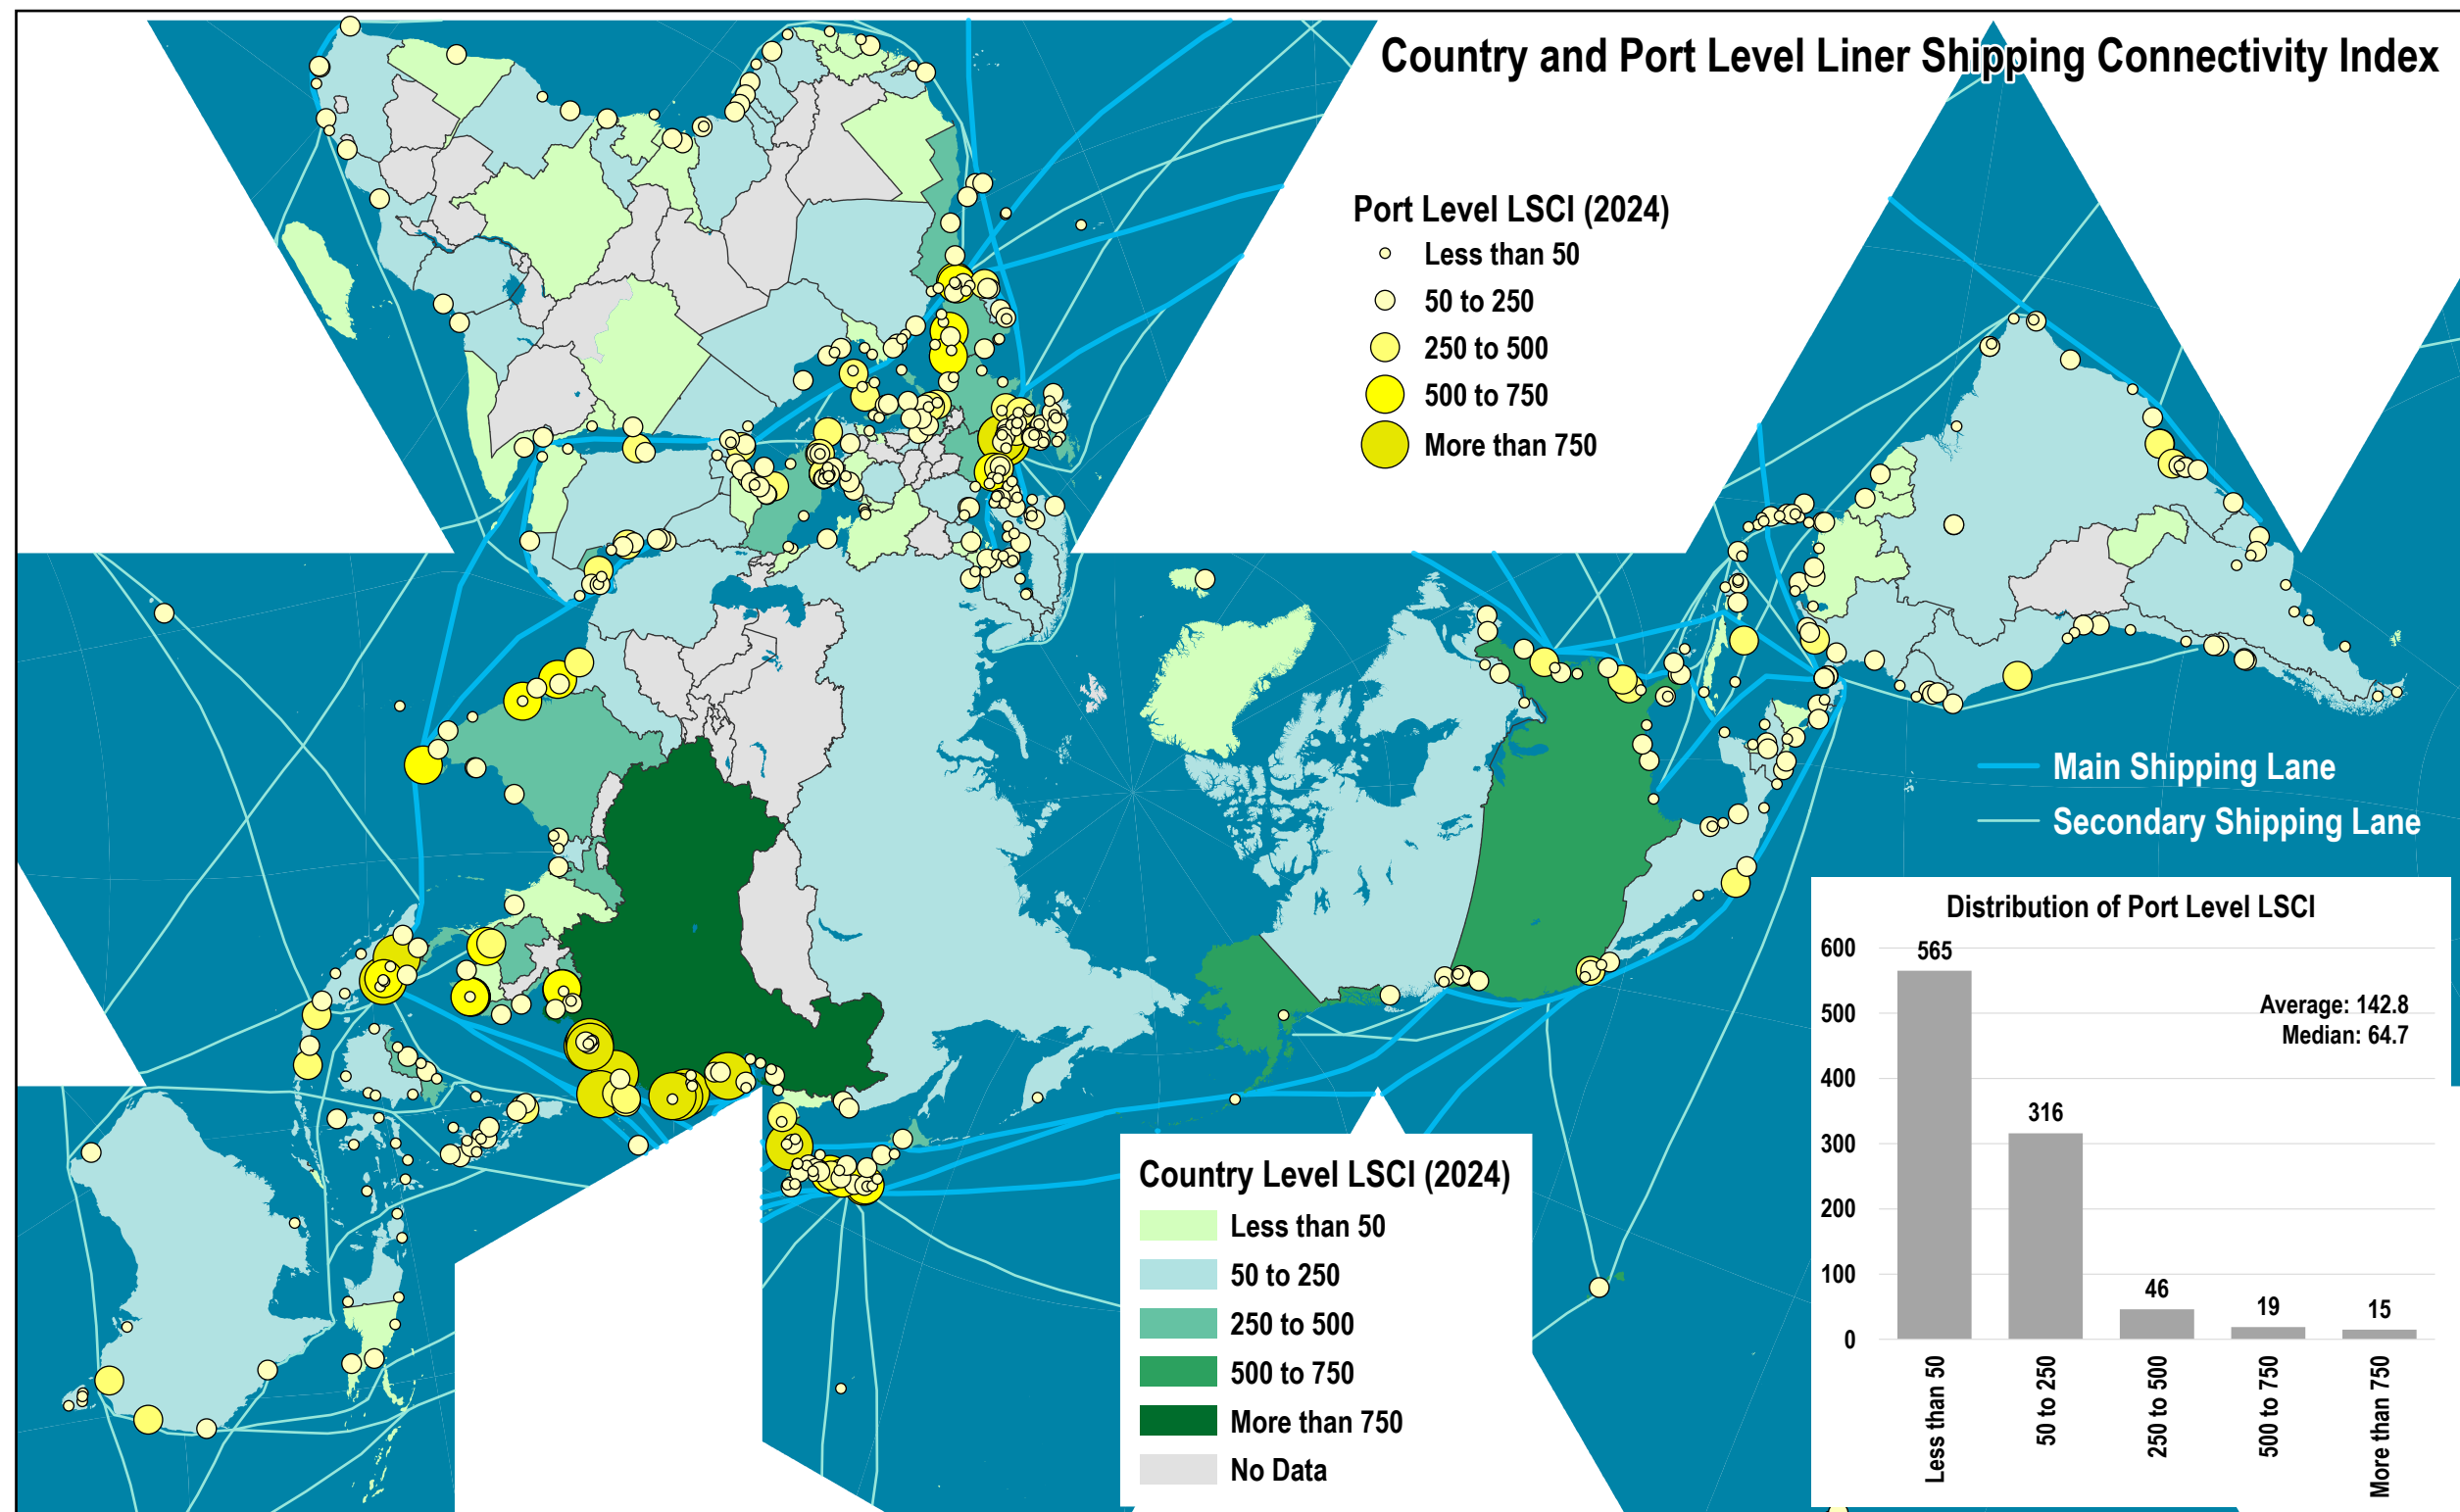 Country and Port Level Liner Shipping Connectivity Index
Port Level LSCI (2024)
Less than 50
50 to 250
250 to 500
500 to 750
More than 750
Main Shipping Lane
Secondary Shipping Lane
Country Level LSCI (2024)
Less than 50
50 to 250
250 to 500
500 to 750
More than 750
No Data
Distribution of Port Level LSCI
Average: 142.8
Median: 64.7
600
500
400
300
200
100
0
565
316
46
19
15
Less than 50
50 to 250
250 to 500
500 to 750
More than 750